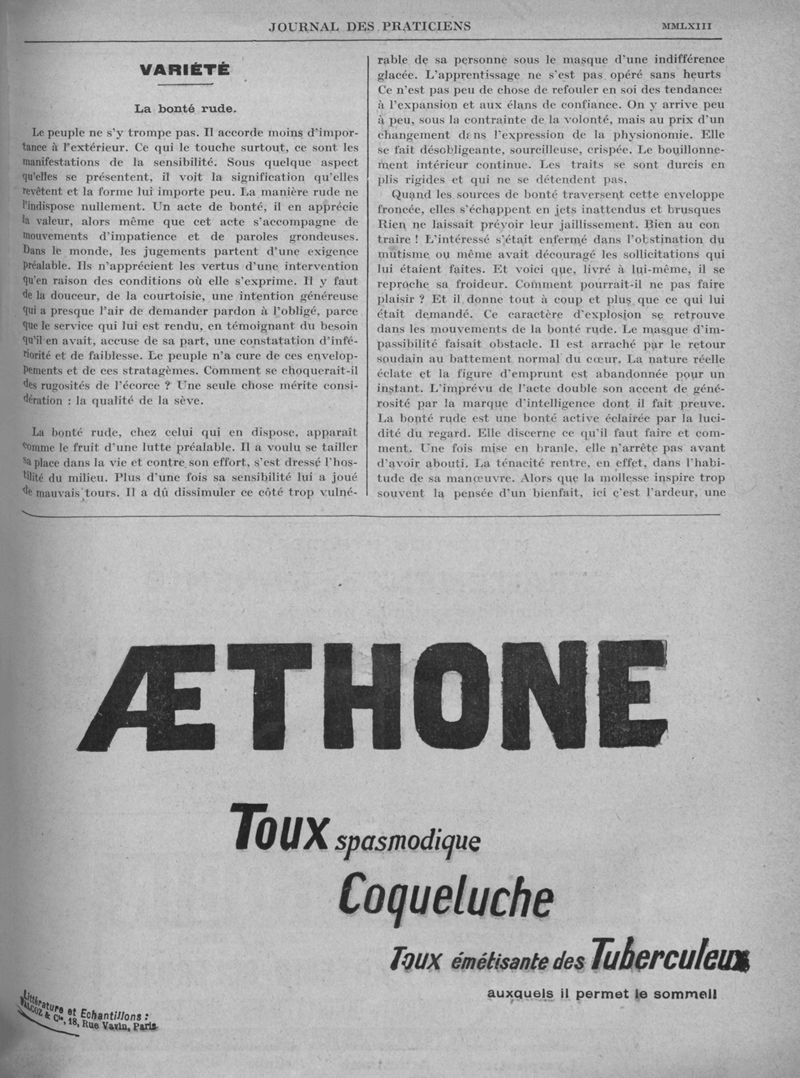 JOURNAL DES PRATICIENS
MMLXIII
VARIÉTÉ
La bonté rude.
Le peuple ne s'y trompe pas. Il accorde moins d'impor-
tance à l'extérieur. Ce qui le touche surtout, ce sont les
manifestations de la sensibilité. Sous quelque aspect
qu'elles se présentent, il voit la signification qu'elles
revêtent et la forme lui importe peu. La manière rude ne
l'indispose nullement. Un acte de bonté, il en apprécie
la valeur, alors même que cet acte s'accompagne de
mouvements d'impatience et de paroles grondeuses.
Dans le monde, les jugements partent d'une exigence
préalable. Ils n'apprécient les vertus d'une intervention
qu'en raison des conditions où elle s'exprime. Il y faut
de la douceur, de la courtoisie, une intention généreuse
qui a presque l'air de demander pardon à l'obligé, parce
que le service qui lui est rendu, en témoignant du besoin
qu'il en avait, accuse de sa part, une constatation d'infé-
riorité et de faiblesse. Le peuple n'a cure de ces envelop-
pements et de ces stratagèmes. Comment se choquerait-il
des rugosités de l'écorce ? Une seule chose mérite consi-
dération : la qualité de la sève.
La bonté rude, chez celui qui en dispose, apparaît
comme le fruit d'une lutte préalable. Il a voulu se tailler
sa place dans la vie et contre son effort, s'est dressé l'hos-
tilité du milieu. Plus d'une fois sa sensibilité lui a joué
de mauvais tours. Il a dû dissimuler ce côté trop vulné-
rable de sa personne sous le masque d'une indifférence
glacée. L'apprentissage ne s'est pas opéré sans heurts
Ce n'est pas peu de chose de refouler en soi des tendances
à l'expansion et aux élans de confiance. On y arrive peu
à peu, sous la contrainte de la volonté, mais au prix d'un
changement dans l'expression de la physionomie. Elle
se fait désobligeante, sourcilleuse, crispée. Le bouillonne-
ment intérieur continue. Les traits se sont durcis en
plis rigides et qui ne se détendent pas.
Quand les sources de bonté traversent cette enveloppe
froncée, elles s'échappent en jets inattendus et brusques
Rien ne laissait prévoir leur jaillissement. Bien au con
traire ! L'intéressé s'était enfermé dans l'obstination du
mutisme ou même avait découragé les sollicitations qui
lui étaient faites. Et voici que, livré à lui-même, il se
reproche sa froideur. Comment pourrait-il ne pas faire
plaisir ? Et il donne tout à coup et plus que ce qui lui
était demandé. Ce caractère d'explosion se retrouve
dans les mouvements de la bonté rude. Le masque d'im-
passibilité faisait obstacle. Il est arraché par le retour
soudain au battement normal du cœur. La nature réelle
éclate et la figure d'emprunt est abandonnée pour un
instant. L'imprévu de l'acte double son accent de géné-
rosité par la marque d'intelligence dont il fait preuve.
La bonté rude est une bonté active éclairée par la luci-
dité du regard. Elle discerne ce qu'il faut faire et com-
ment. Une fois mise en branle, elle n'arrête pas avant
d'avoir abouti. La ténacité rentre, en effet, dans l'habi-
tude de sa manœuvre. Alors que la mollesse inspire trop
souvent la pensée d'un bienfait, ici c'est l'ardeur, une
ÆTHONE
Toux spasmodique
Coqueluche
Toux émétisante des Tuberculeux
auxquels il permet le sommeil
Littérature et Echantillons :
FALCOZ & Cie, 18, Rue Vavin, Paris